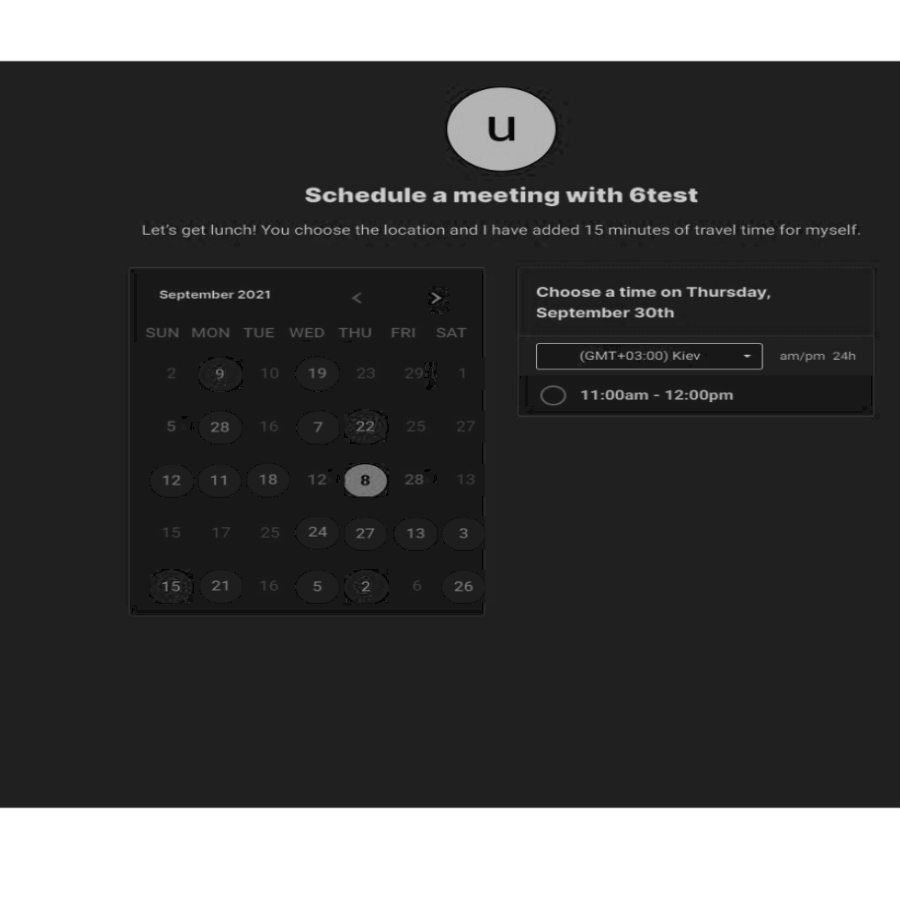 u
Schedule a meeting with 6test
Let's get lunch! You choose the location and I have added 15 minutes of travel time for myself.
September 2021 < >
SUN MON TUE WED THU FRI SAT
2 9 10 19 23 29 1
5 28 16 7 22 25 27
12 11 18 12 8 28 13
15 17 25 24 27 13 3
15 21 16 5 2 6 26
Choose a time on Thursday,
September 30th
(GMT+03:00) Kiev am/pm 24h
11:00am - 12:00pm